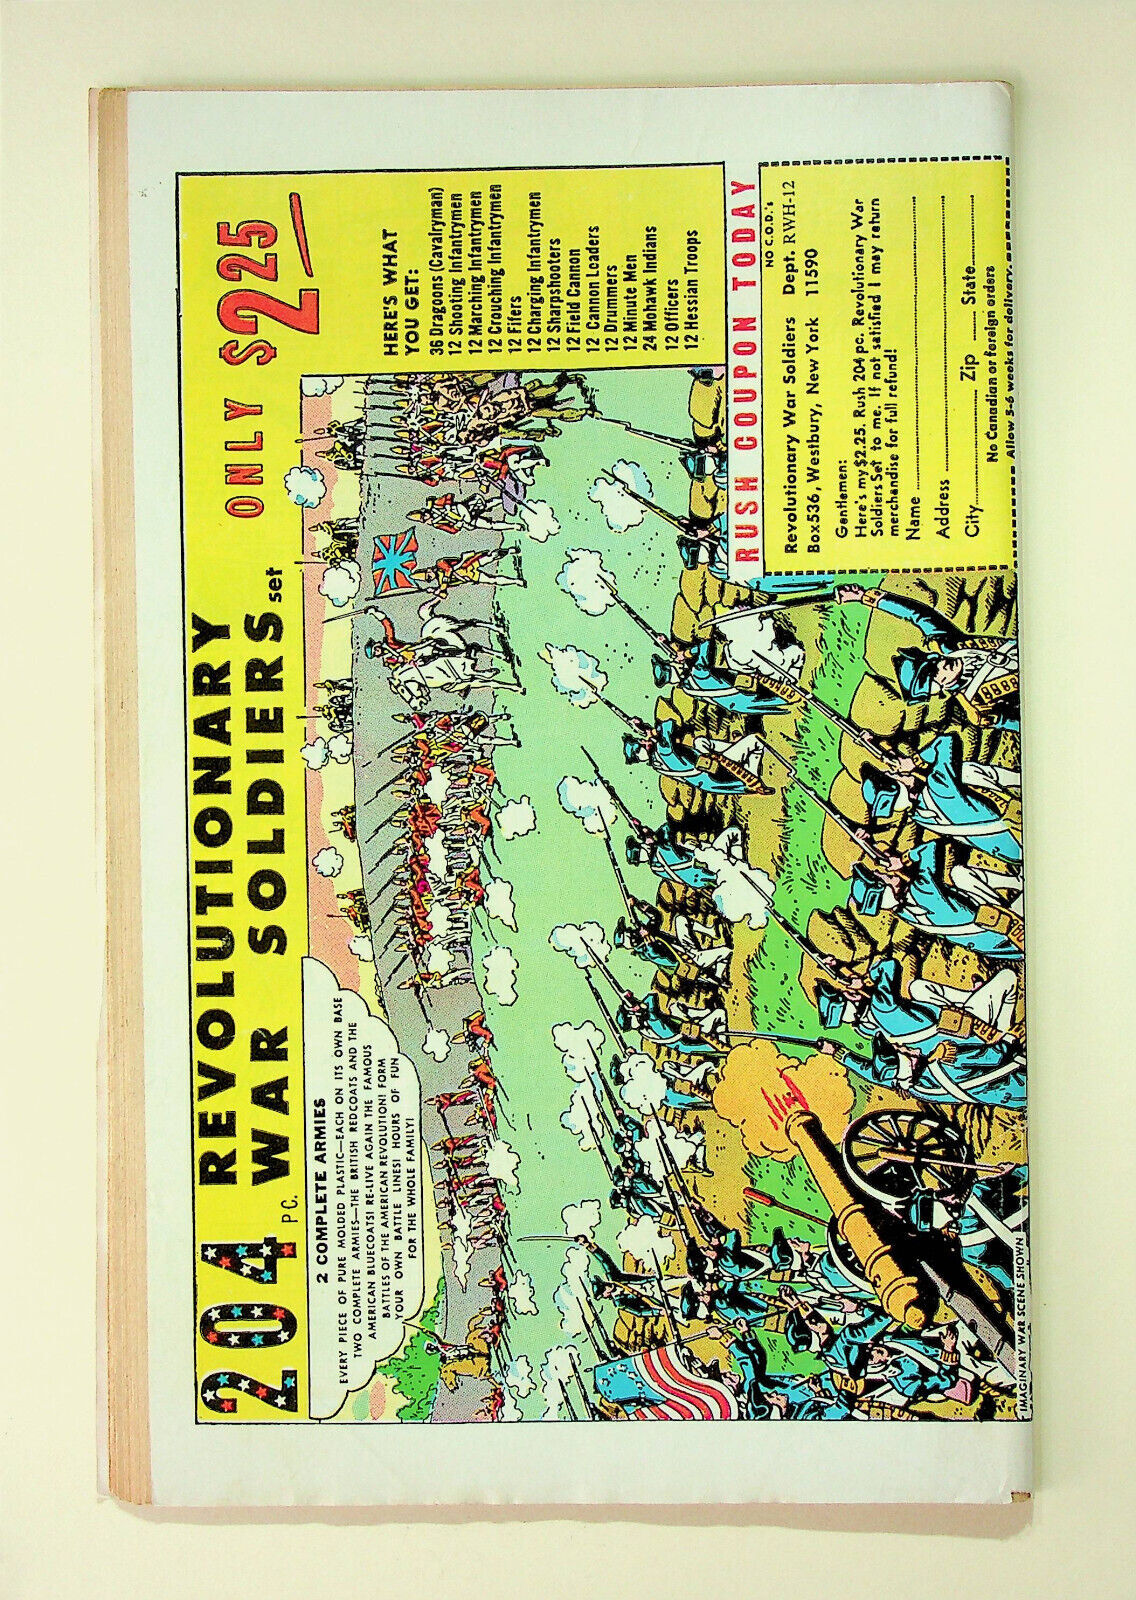 204 PC. REVOLUTIONARY
WAR SOLDIERS set
ONLY $2.25
2 COMPLETE ARMIES
EVERY PIECE OF PURE MOLDED PLASTIC—EACH ON ITS OWN BASE
TWO COMPLETE ARMIES—THE BRITISH REDCOATS AND THE
AMERICAN BLUECOATS! RE-LIVE AGAIN THE FAMOUS
BATTLES OF THE AMERICAN REVOLUTION! FORM
YOUR OWN BATTLE LINES! HOURS OF FUN
FOR THE WHOLE FAMILY!
HERE'S WHAT
YOU GET:
36 Dragoons (Cavalryman)
12 Shooting Infantrymen
12 Marching Infantrymen
12 Crouching Infantrymen
12 Fifers
12 Charging Infantrymen
12 Sharpshooters
12 Field Cannon
12 Cannon Leaders
12 Drummers
12 Minute Men
24 Mohawk Indians
12 Officers
12 Hessian Troops
RUSH COUPON TODAY
NO C.O.D.'s
Revolutionary War Soldiers Dept. RWH-12
Box 536, Westbury, New York 11590
Gentlemen:
Here's my $2.25. Rush 204 pc. Revolutionary War
Soldiers Set to me. If not satisfied I may return
merchandise for full refund!
Name
Address
City Zip State
No Canadian or foreign orders
Allow 5-6 weeks for delivery.
IMAGINARY WAR SCENE SHOWN